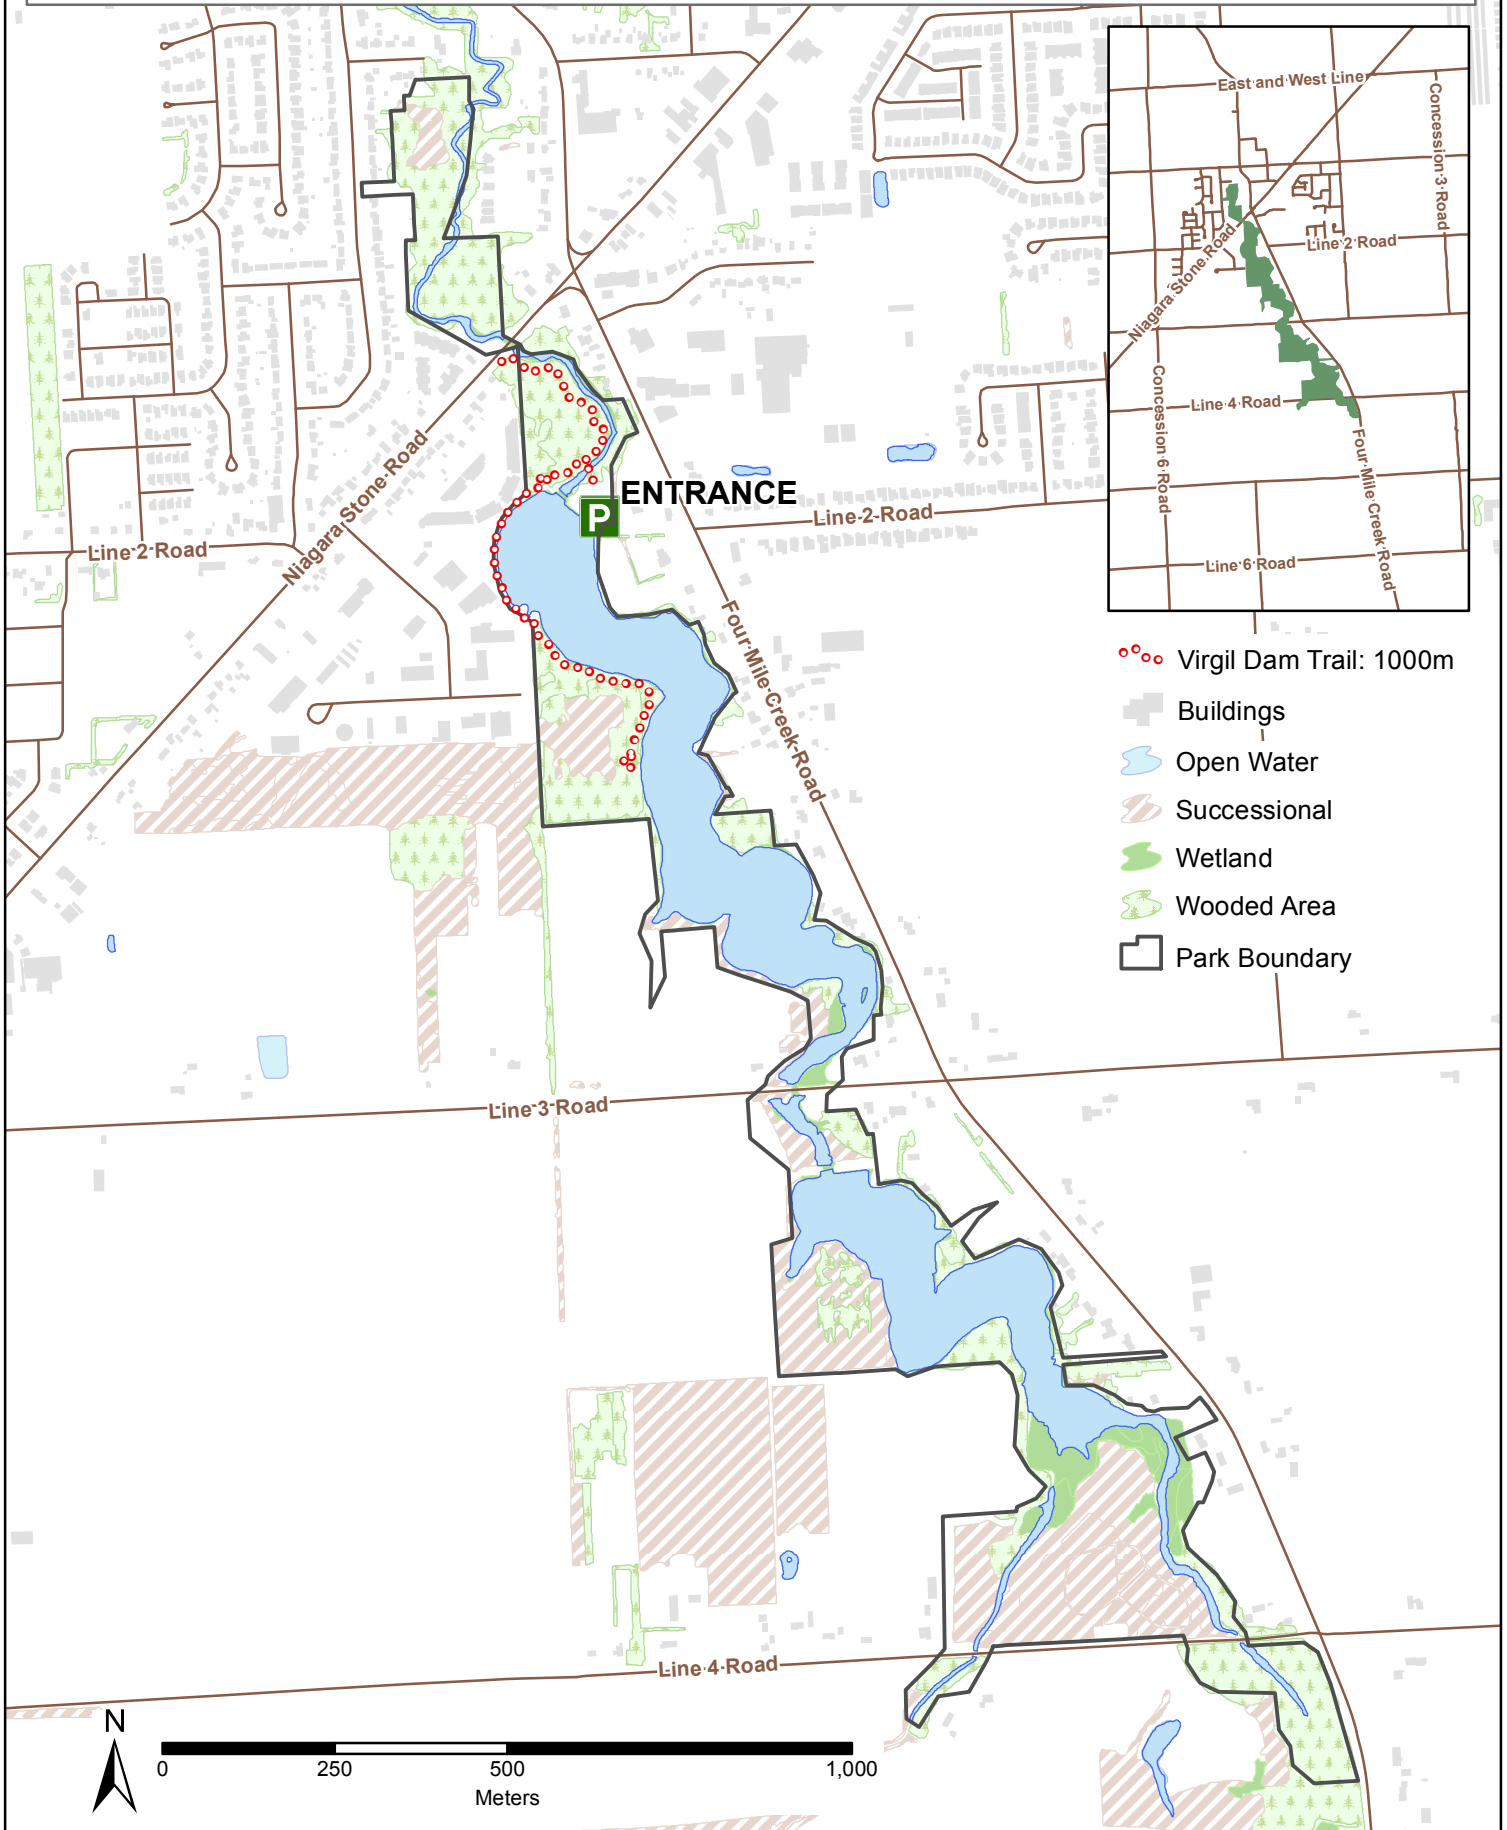 East and West Line
Concession 3 Road
Line 2 Road
Niagara Stone Road
Concession 6 Road
Line 4 Road
Four Mile Creek Road
Line 6 Road
ENTRANCE
P
Line 2 Road
Line 2 Road
Niagara Stone Road
Four Mile Creek Road
Virgil Dam Trail: 1000m
Buildings
Open Water
Successional
Wetland
Wooded Area
Park Boundary
Line 3 Road
Line 4 Road
N
0 250 500 1,000
Meters